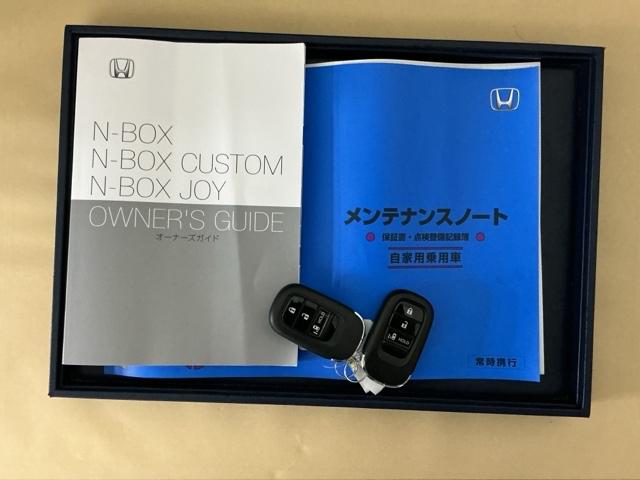 N-BOX
N-BOX CUSTOM
N-BOX JOY
OWNER'S GUIDE
オーナーズガイド
メンテナンスノート
保証書・点検整備記録簿
自家用乗用車
常時携行
HOLD
HOLD